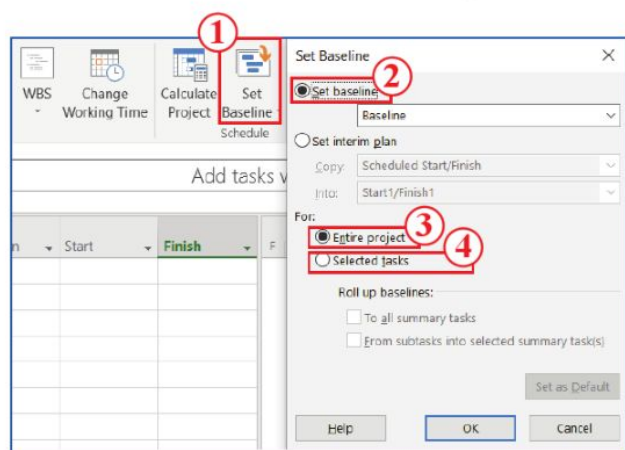 1
WBS
Change
Working Time
Calculate
Project
Set
Baseline
Schedule
Add tasks
Start
Finish
F
Set Baseline
2
Set baseline
Baseline
Set interim plan
Copy: Scheduled Start/Finish
Into: Start1/Finish1
For:
Entire project
3
Selected tasks
4
Roll up baselines:
To all summary tasks
From subtasks into selected summary task(s)
Set as Default
Help
OK
Cancel